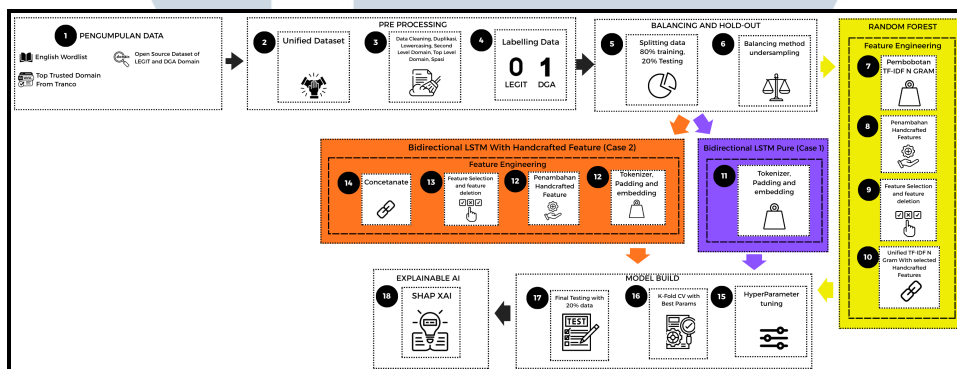 1
PENGUMPULAN DATA
English Wordlist
Open Source Dataset of
LEGIT and DGA Domain
Top Trusted Domain
From Tranco
PRE PROCESSING
2
Unified Dataset
3
Data Cleaning, Duplikasi,
Lowercasing, Second
Level Domain, Top Level
Domain, Spasi
4
Labelling Data
0 1
LEGIT DGA
BALANCING AND HOLD-OUT
5
Splitting data
80% training,
20% Testing
6
Balancing method
undersampling
RANDOM FOREST
Feature Engineering
7
Pembobotan
TF-IDF N GRAM
8
Penambahan
Handcrafted
Features
9
Feature Selection
and feature
deletion
10
Unified TF-IDF N
Gram With selected
Handcrafted
Features
Bidirectional LSTM With Handcrafted Feature (Case 2)
Feature Engineering
14
Concetanate
13
Feature Selection
and feature
deletion
12
Penambahan
Handcrafted
Feature
12
Tokenizer,
Padding and
embedding
Bidirectional LSTM Pure (Case 1)
11
Tokenizer,
Padding and
embedding
EXPLAINABLE AI
18
SHAP XAI
MODEL BUILD
17
Final Testing with
20% data
TEST
16
K-Fold CV with
Best Params
15
HyperParameter
tuning